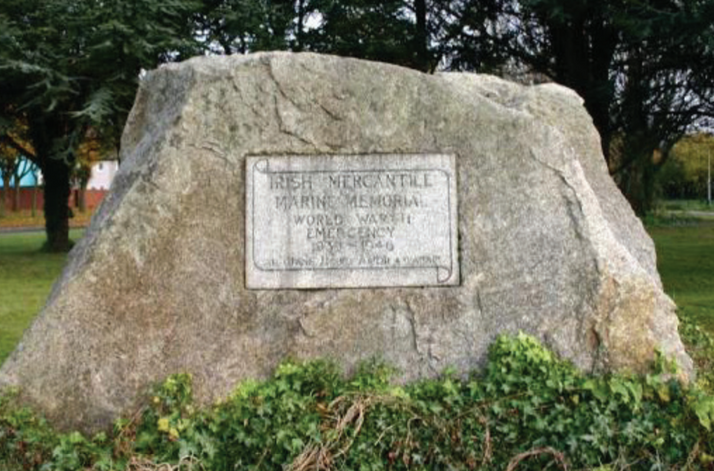 IRISH MERCANTILE
MARINE MEMORIAL
WORLD WAR II
EMERGENCY
1939-1946